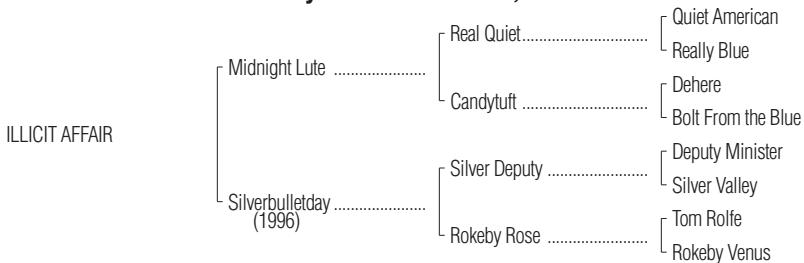 Quiet American
Real Quiet......................
Really Blue
Midnight Lute ......................
Dehere
Candytuft ......................
Bolt From the Blue
ILLICIT AFFAIR
Deputy Minister
Silver Deputy ......................
Silver Valley
Silverbulletday ......................
(1996)
Tom Rolfe
Rokeby Rose ......................
Rokeby Venus